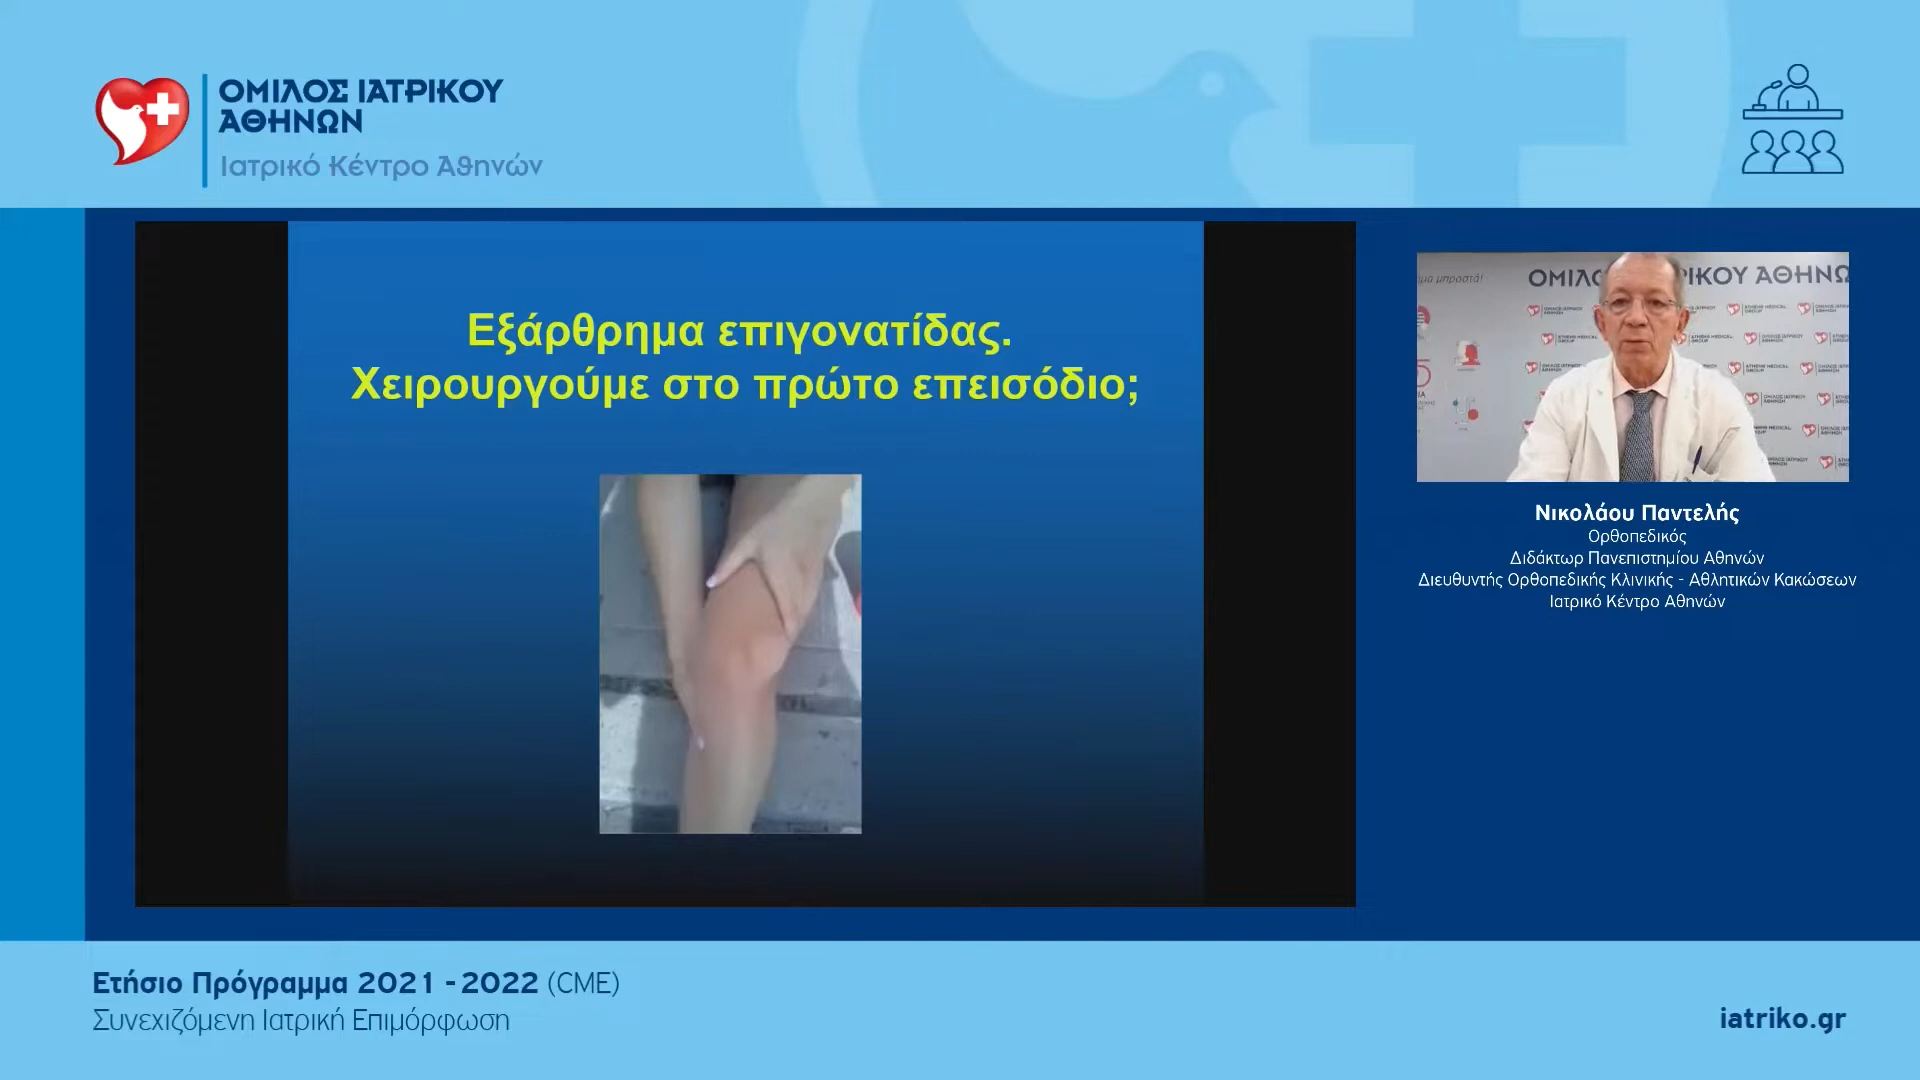 ΟΜΙΛΟΣ ΙΑΤΡΙΚΟΥ
ΑΘΗΝΩΝ
Ιατρικό Κέντρο Αθηνών
Εξάρθρημα επιγονατίδας.
Χειρουργούμε στο πρώτο επεισόδιο;
μπροστά!
Νικολάου Παντελής
Ορθοπεδικός
Διδάκτωρ Πανεπιστημίου Αθηνών
Διευθυντής Ορθοπεδικής Κλινικής - Αθλητικών Κακώσεων
Ιατρικό Κέντρο Αθηνών
Ετήσιο Πρόγραμμα 2021 - 2022 (CME)
Συνεχιζόμενη Ιατρική Επιμόρφωση
iatriko.gr